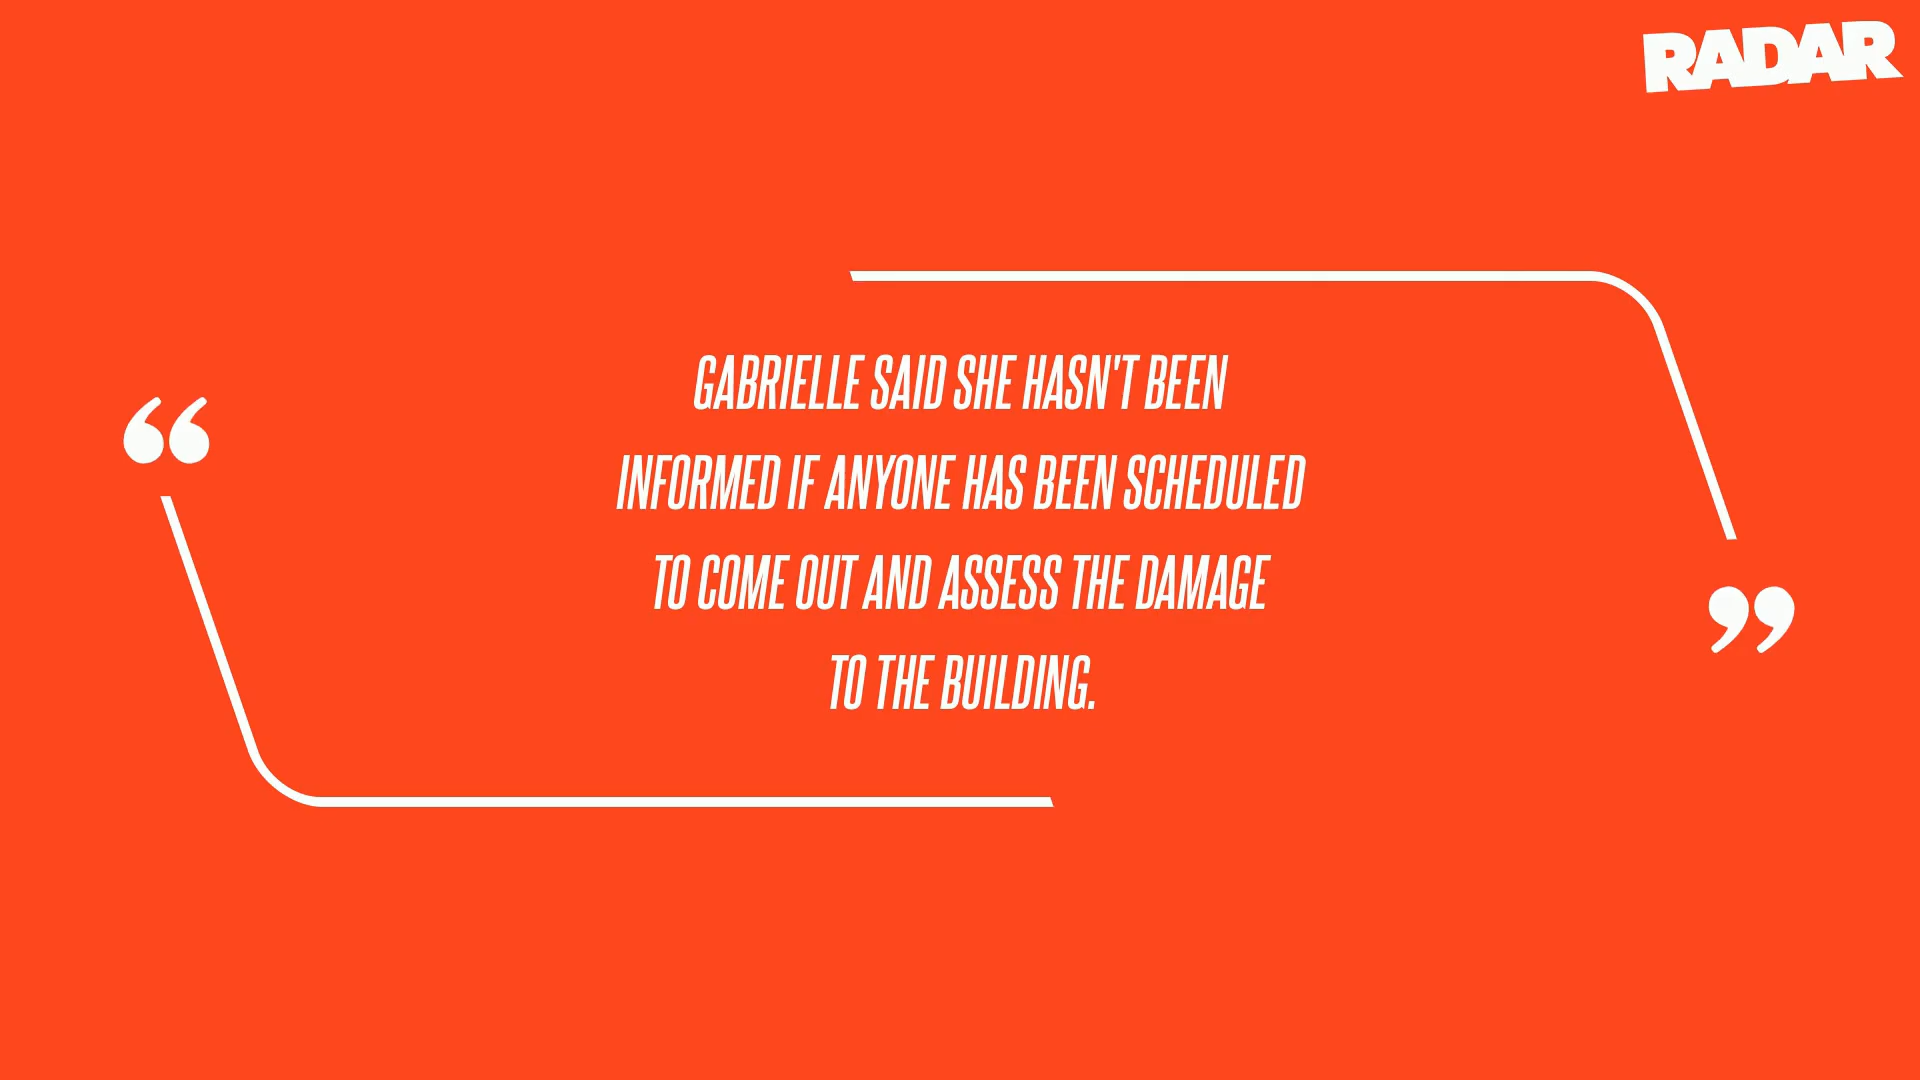 RADAR
“
GABRIELLE SAID SHE HASN'T BEEN
INFORMED IF ANYONE HAS BEEN SCHEDULED
TO COME OUT AND ASSESS THE DAMAGE
TO THE BUILDING.
”